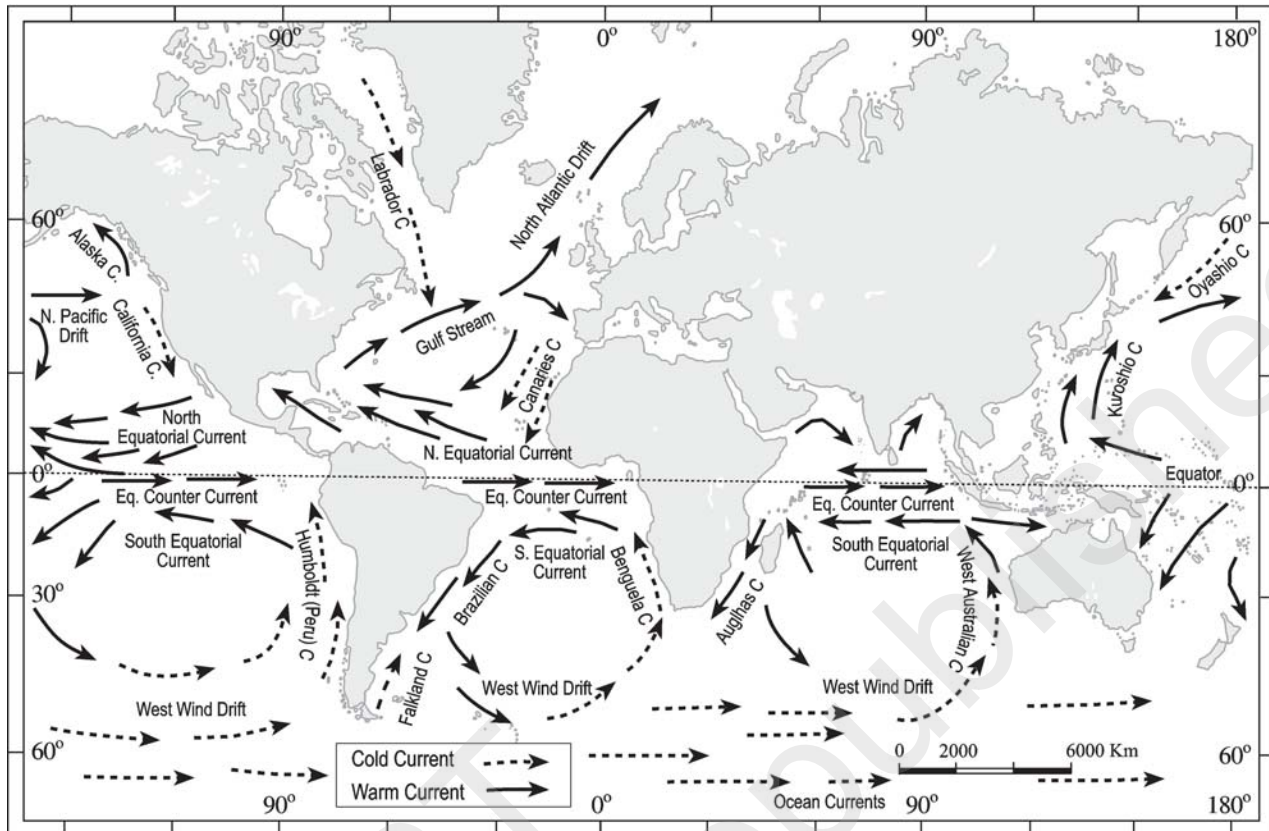 90°
0°
90°
180°
Labrador C
North Atlantic Drift
60°
60°
Alaska C.
Oyashio C
N. Pacific
Drift
California C.
Gulf Stream
Canaries C
Kuroshio C
North
Equatorial Current
N. Equatorial Current
0°
Equator
0°
Eq. Counter Current
Eq. Counter Current
Eq. Counter Current
South Equatorial
Current
Humboldt (Peru) C
S. Equatorial
Current
Brazilian C
Benguela C
South Equatorial
Current
West Australian C
Auglhas C
30°
30°
Falkland C
West Wind Drift
West Wind Drift
West Wind Drift
60°
Cold Current
Warm Current
0 2000 6000 Km
60°
Ocean Currents
90°
0°
90°
180°